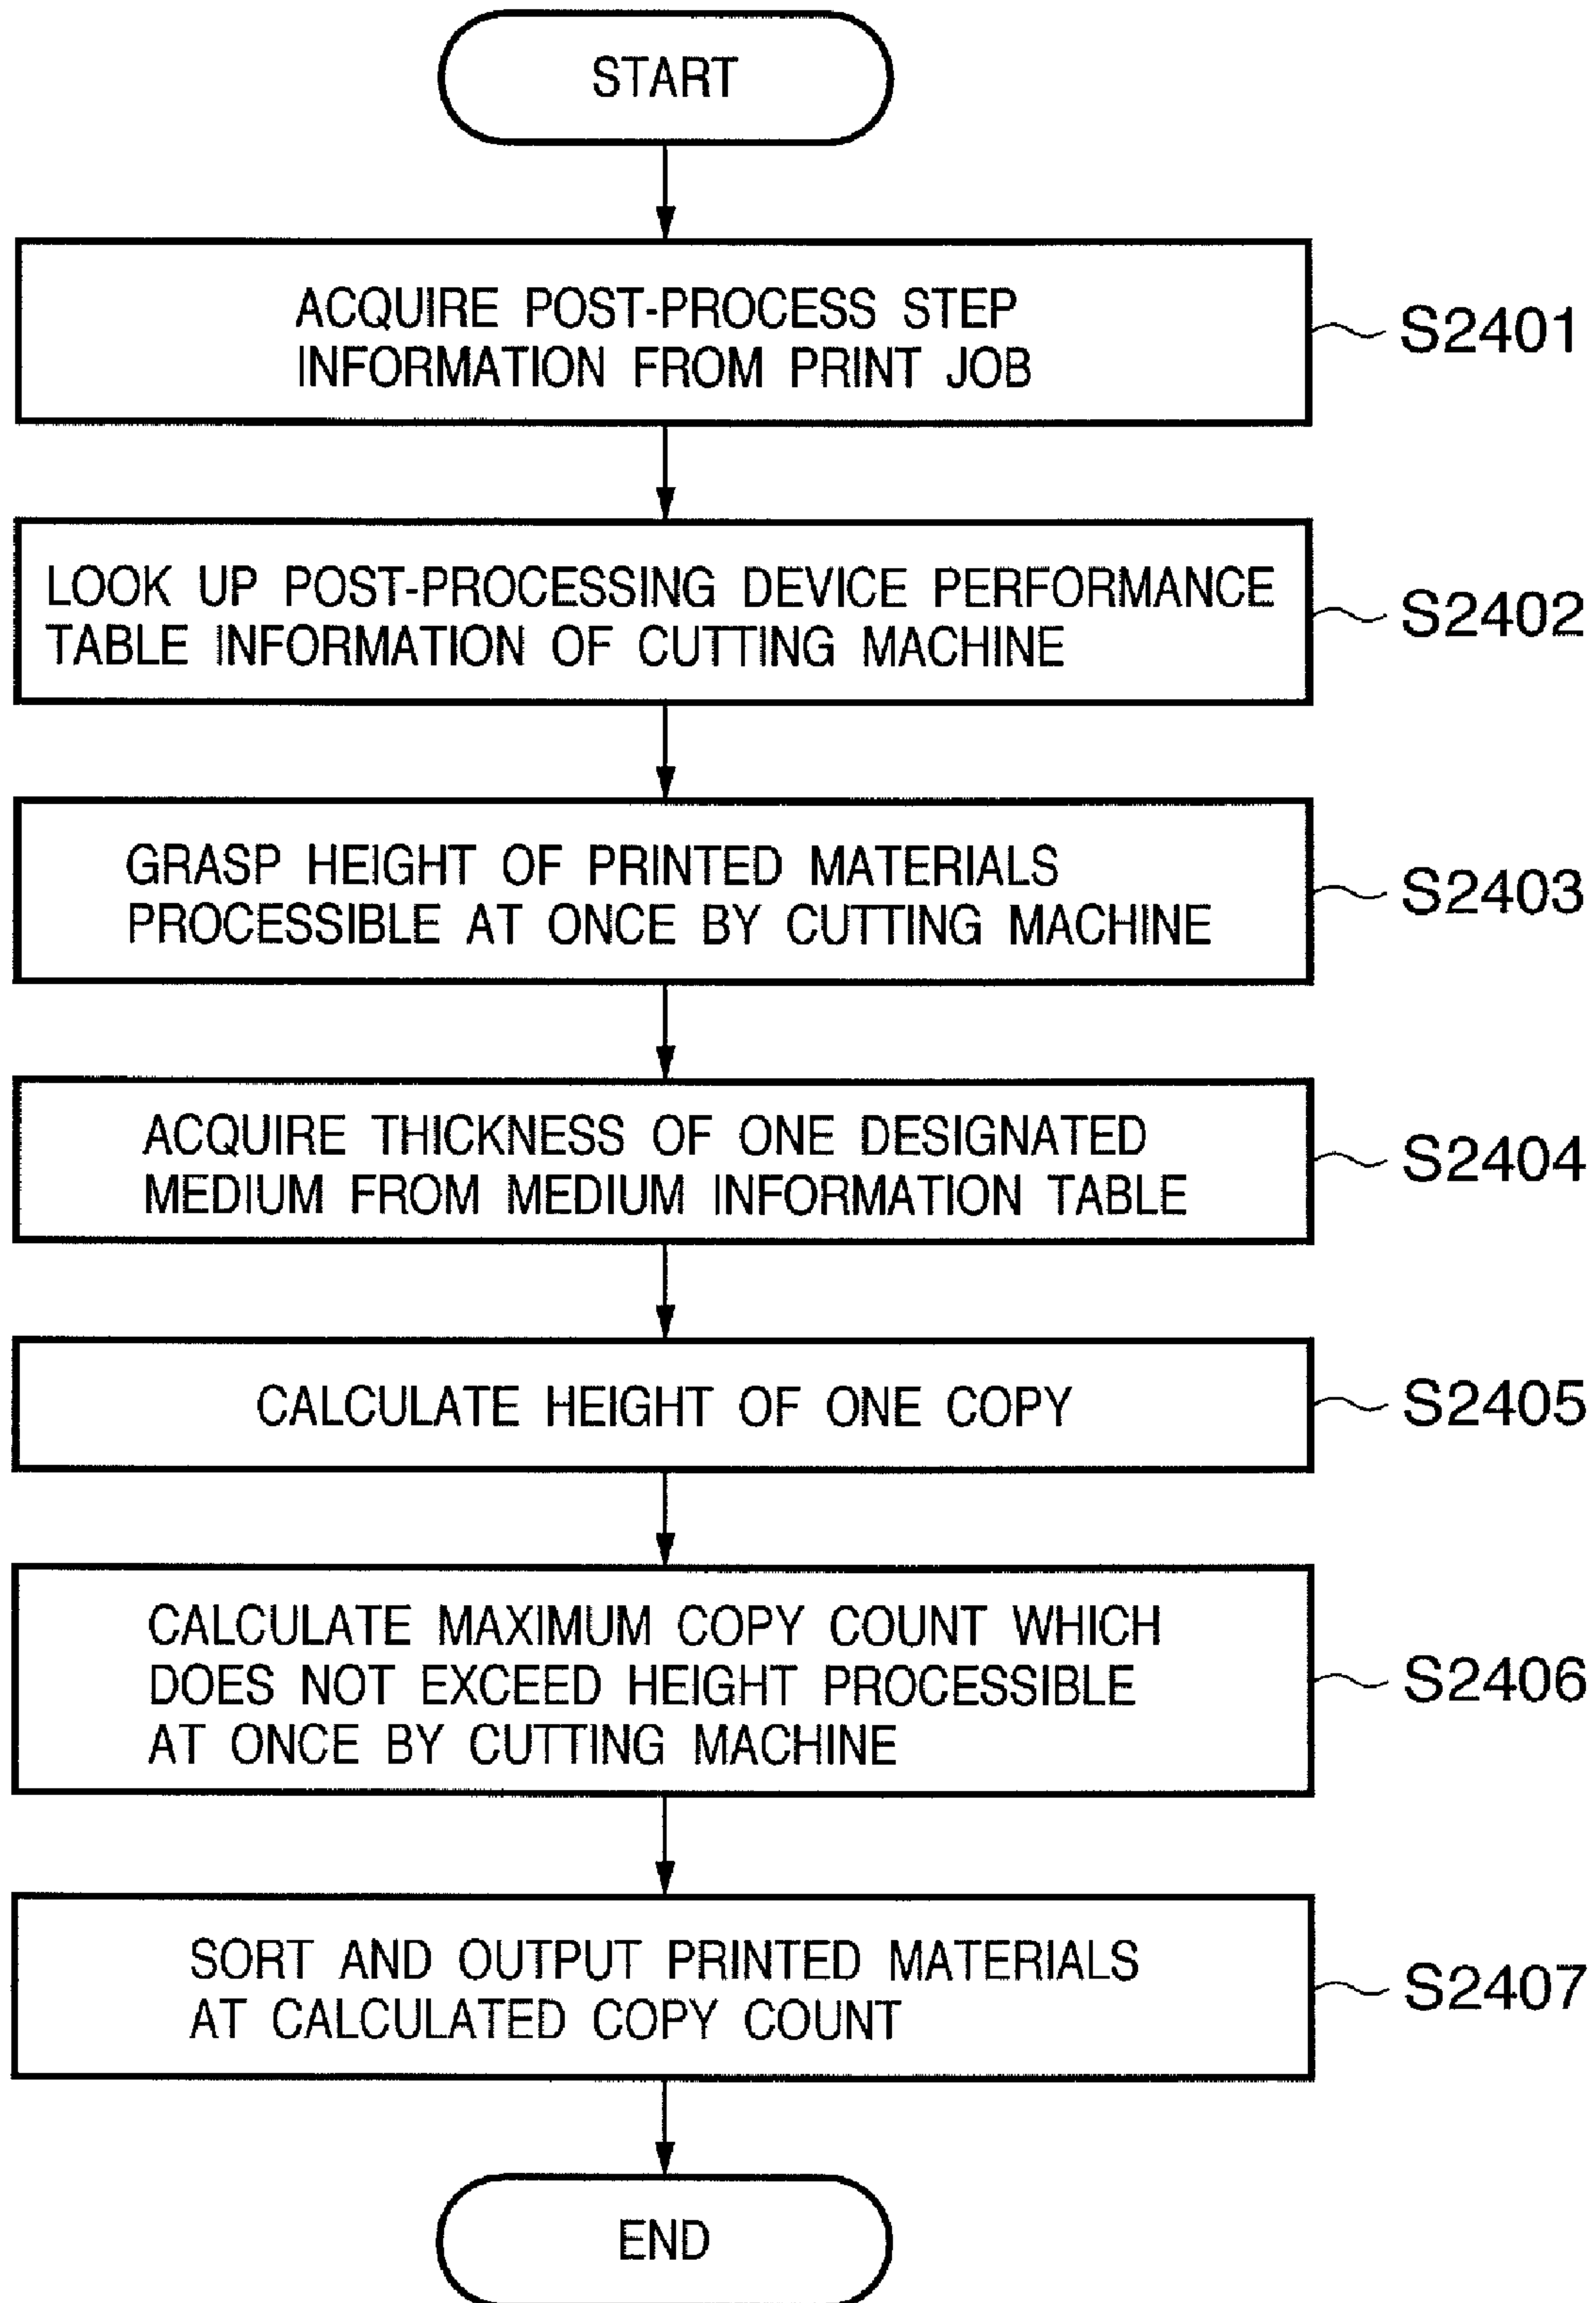 START
ACQUIRE POST-PROCESS STEP
INFORMATION FROM PRINT JOB
S2401
LOOK UP POST-PROCESSING DEVICE PERFORMANCE
TABLE INFORMATION OF CUTTING MACHINE
S2402
GRASP HEIGHT OF PRINTED MATERIALS
PROCESSIBLE AT ONCE BY CUTTING MACHINE
S2403
ACQUIRE THICKNESS OF ONE DESIGNATED
MEDIUM FROM MEDIUM INFORMATION TABLE
S2404
CALCULATE HEIGHT OF ONE COPY
S2405
CALCULATE MAXIMUM COPY COUNT WHICH
DOES NOT EXCEED HEIGHT PROCESSIBLE
AT ONCE BY CUTTING MACHINE
S2406
SORT AND OUTPUT PRINTED MATERIALS
AT CALCULATED COPY COUNT
S2407
END